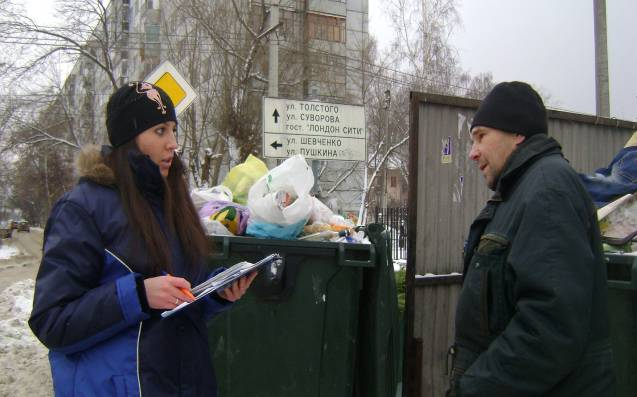 ул. ТОЛСТОГО
ул. СУВОРОВА
гост. "ЛОНДОН СИТИ"
ул. ШЕВЧЕНКО
ул. ПУШКИНА